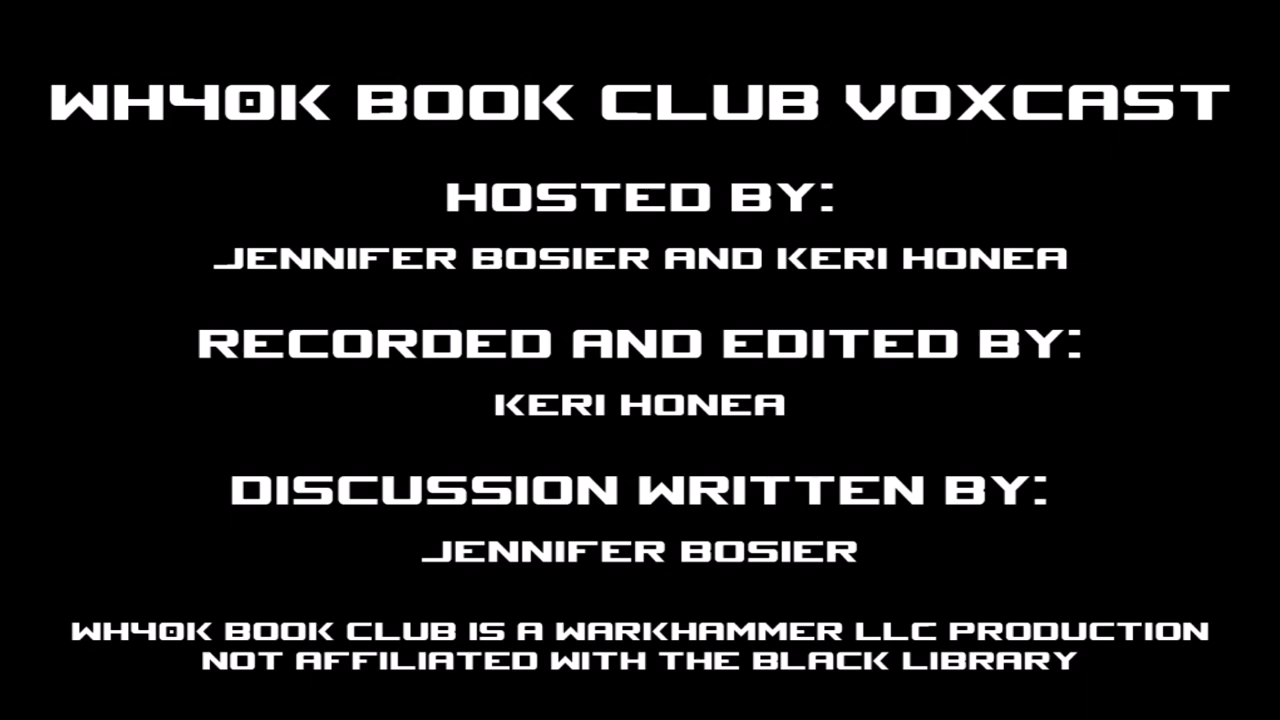 WH40K BOOK CLUB VOXCAST
HOSTED BY:
JENNIFER BOSIER AND KERI HONEA
RECORDED AND EDITED BY:
KERI HONEA
DISCUSSION WRITTEN BY:
JENNIFER BOSIER
WH40K BOOK CLUB IS A WARKHAMMER LLC PRODUCTION
NOT AFFILIATED WITH THE BLACK LIBRARY